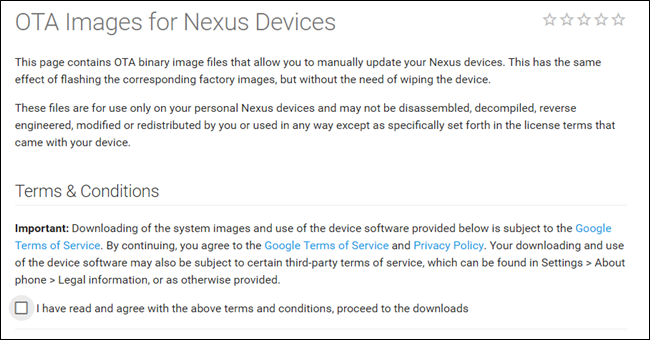 OTA Images for Nexus Devices
This page contains OTA binary image files that allow you to manually update your Nexus devices. This has the same
effect of flashing the corresponding factory images, but without the need of wiping the device.
These files are for use only on your personal Nexus devices and may not be disassembled, decompiled, reverse
engineered, modified or redistributed by you or used in any way except as specifically set forth in the license terms that
came with your device.
Terms & Conditions
Important: Downloading of the system images and use of the device software provided below is subject to the Google
Terms of Service. By continuing, you agree to the Google Terms of Service and Privacy Policy. Your downloading and use
of the device software may also be subject to certain third-party terms of service, which can be found in Settings > About
phone > Legal information, or as otherwise provided.
I have read and agree with the above terms and conditions, proceed to the downloads